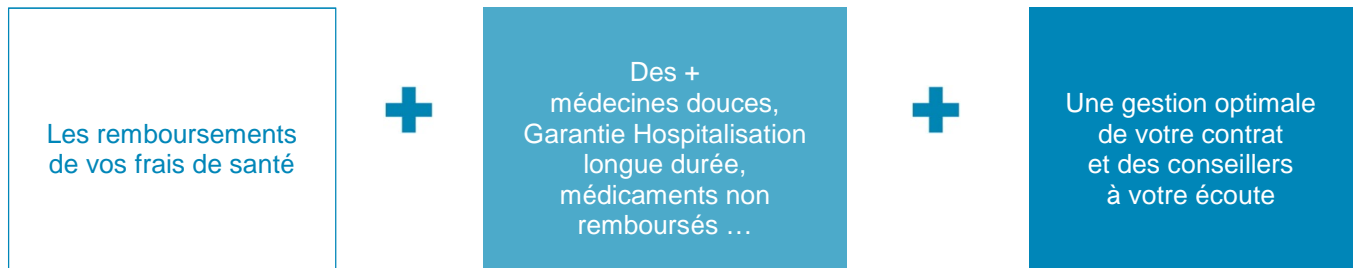 Les remboursements
de vos frais de santé
Des +
médecines douces,
Garantie Hospitalisation
longue durée,
médicaments non
remboursés …
Une gestion optimale
de votre contrat
et des conseillers
à votre écoute